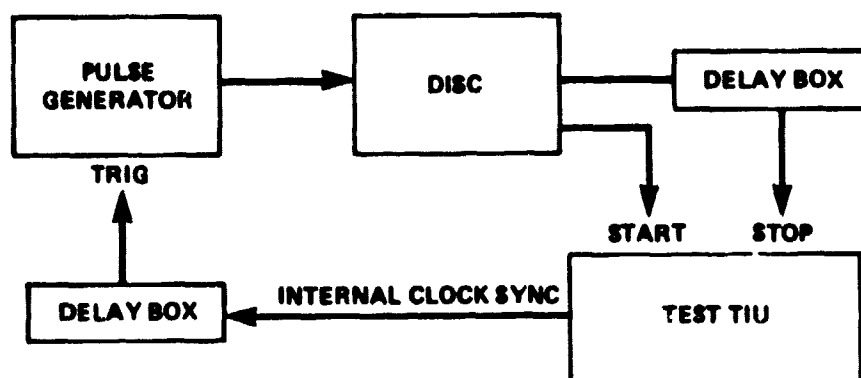 PULSE
GENERATOR
DISC
DELAY BOX
TRIG
START
STOP
DELAY BOX
INTERNAL CLOCK SYNC
TEST TIU